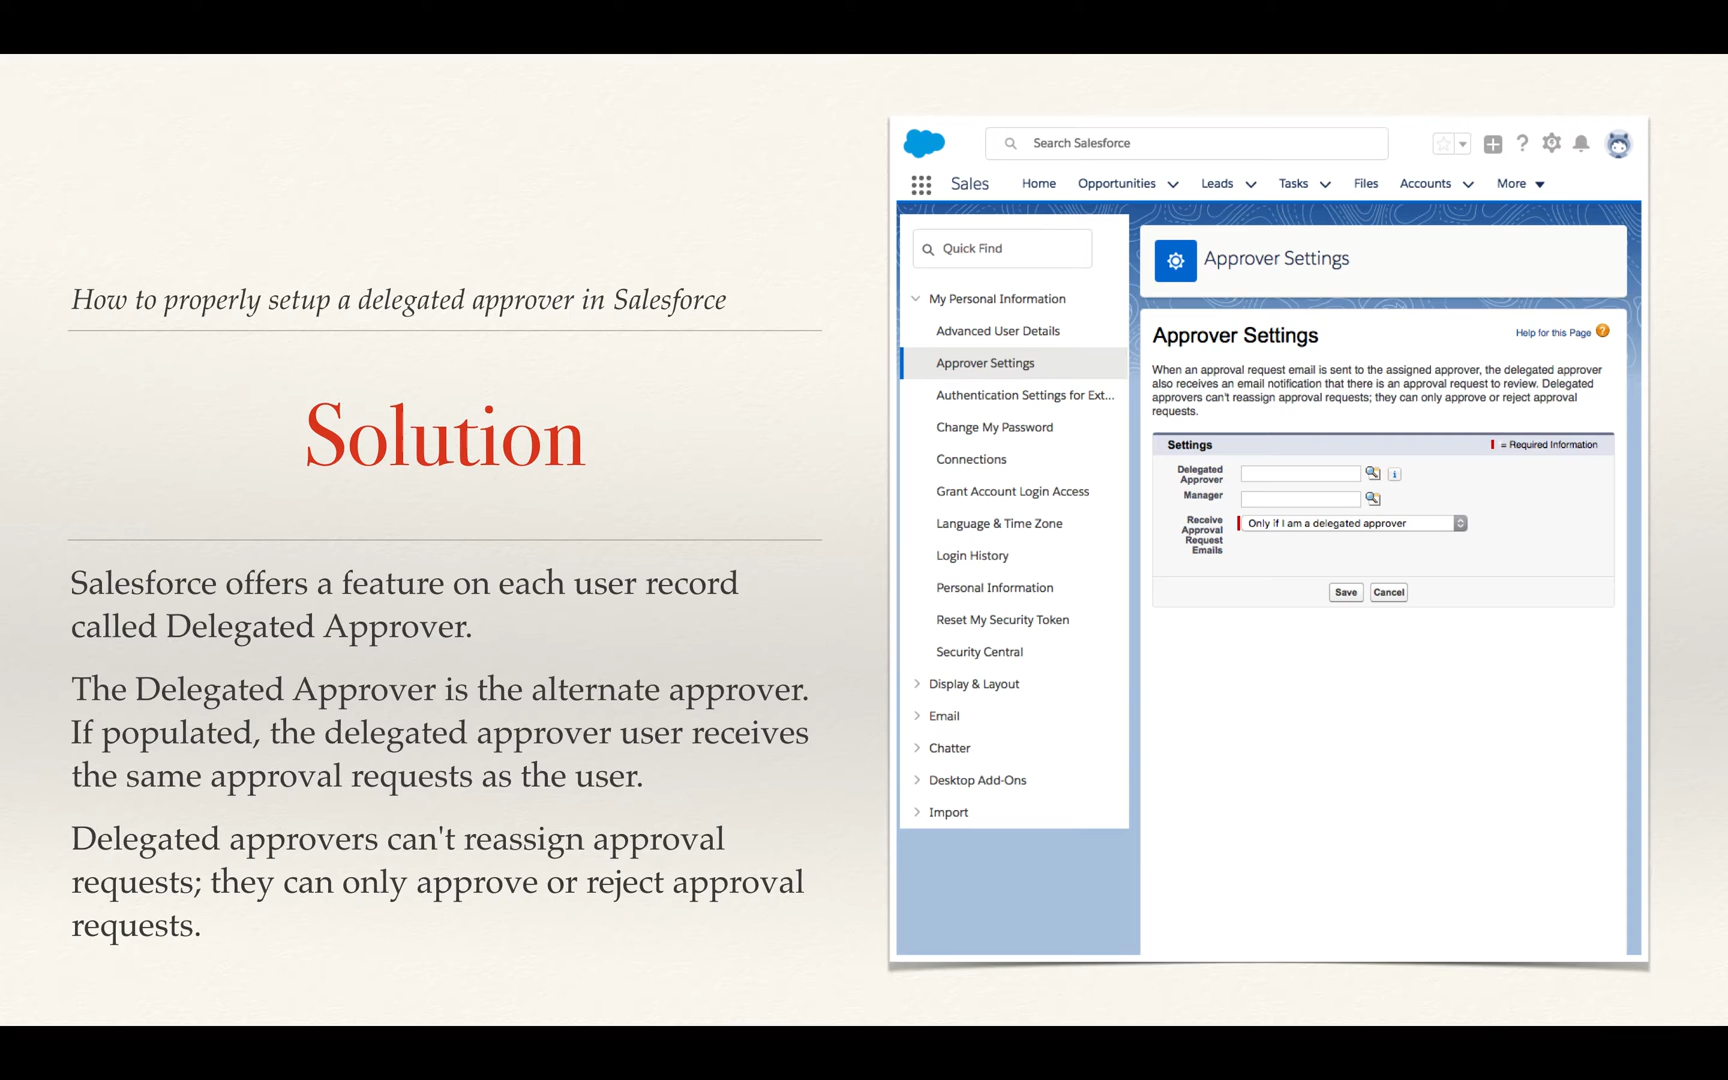 How to properly setup a delegated approver in Salesforce
Solution
Salesforce offers a feature on each user record
called Delegated Approver.
The Delegated Approver is the alternate approver.
If populated, the delegated approver user receives
the same approval requests as the user.
Delegated approvers can't reassign approval
requests; they can only approve or reject approval
requests.
Search Salesforce
Sales Home Opportunities Leads Tasks Files Accounts More
Quick Find
My Personal Information
Advanced User Details
Approver Settings
Authentication Settings for Ext...
Change My Password
Connections
Grant Account Login Access
Language & Time Zone
Login History
Personal Information
Reset My Security Token
Security Central
Display & Layout
Email
Chatter
Desktop Add-Ons
Import
Approver Settings
Approver Settings
Help for this Page ?
When an approval request email is sent to the assigned approver, the delegated approver
also receives an email notification that there is an approval request to review. Delegated
approvers can't reassign approval requests; they can only approve or reject approval
requests.
Settings
= Required Information
Delegated
Approver
Manager
Receive
Approval
Request
Emails
Only if I am a delegated approver
Save Cancel